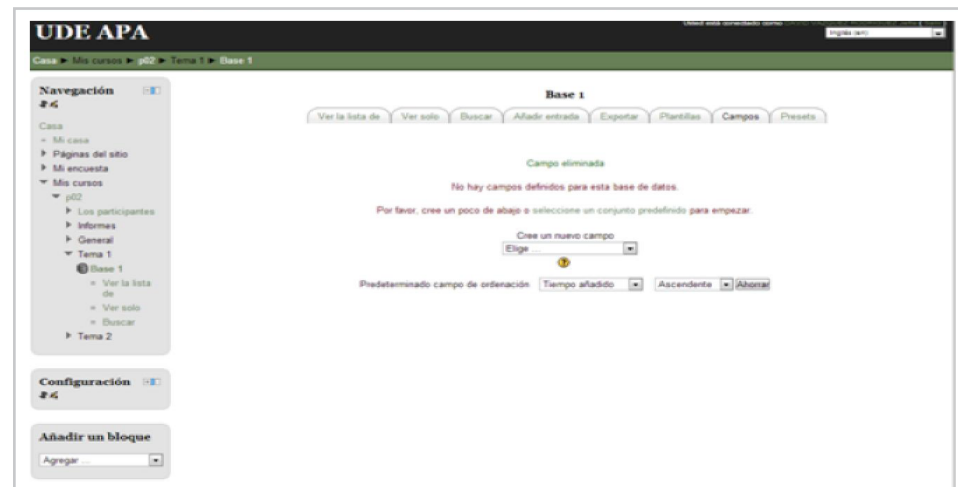 UDE APA
Usted está conectado como
Inglés (en)
Casa ► Mis cursos ► p02 ► Tema 1 ► Base 1
Navegación
Casa
Mi casa
Páginas del sitio
Mi encuesta
Mis cursos
p02
Los participantes
Informes
General
Tema 1
Base 1
Ver la lista
de
Ver solo
Buscar
Tema 2
Configuración
Añadir un bloque
Agregar ...
Base 1
Ver la lista de
Ver solo
Buscar
Añadir entrada
Exportar
Plantillas
Campos
Presets
Campo eliminada
No hay campos definidos para esta base de datos.
Por favor, cree un poco de abajo o seleccione un conjunto predefinido para empezar.
Cree un nuevo campo
Elige ...
Predeterminado campo de ordenación Tiempo añadido Ascendente Ahorrar